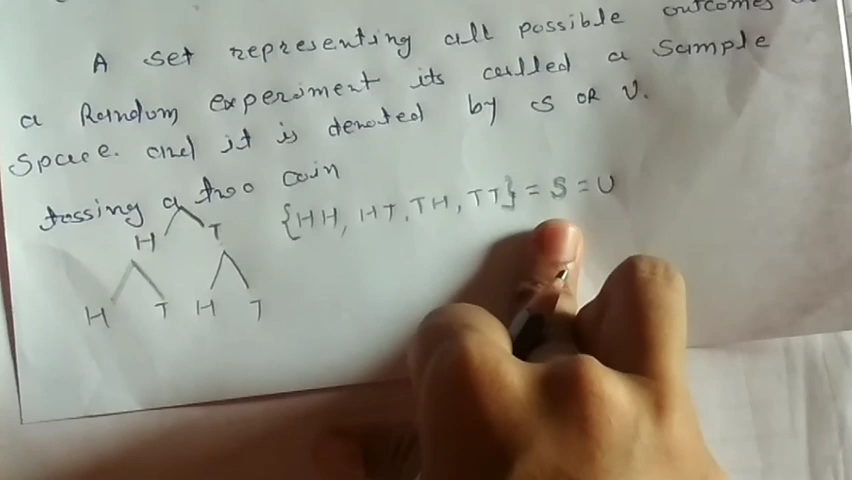 A set representing all possible outcomes
a Random experiment its called a sample
space. and it is denoted by S OR U.
tossing a two coin
{HH, HT, TH, TT} = S = U
H T
H T H T